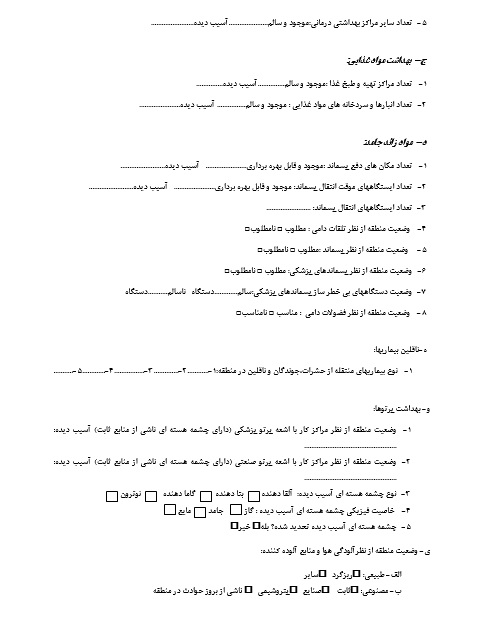 ۵- تعداد سایر مراکز بهداشتی درمانی:موجود و سالم.................... آسیب دیده......................
ج- بهداشت مواد غذایی:
۱- تعداد مراکز تهیه و طبخ غذا :موجود و سالم..............آسیب دیده...............................
۲- تعداد انبارها و سردخانه های مواد غذایی : موجود و سالم............... آسیب دیده.....................
د- مواد زائد جامد:
۱- تعداد مکان های دفع پسماند :موجود و قابل بهره برداری..................... آسیب دیده.......................
۲- تعداد ایستگاههای موقت انتقال پسماند: موجود و قابل بهره برداری..................... آسیب دیده.......................
۳- تعداد ایستگاههای انتقال پسماند: .......................
۴- وضعیت منطقه از نظر تلفات دامی : مطلوب □ نامطلوب□
۵- وضعیت منطقه از نظر پسماند :مطلوب □ نامطلوب□
۶- وضعیت منطقه از نظر پسماندهای پزشکی: مطلوب □ نامطلوب□
۷- وضعیت دستگاههای بی خطر ساز پسماندهای پزشکی:سالم............دستگاه ناسالم..........دستگاه
۸- وضعیت منطقه از نظر فضولات دامی : مناسب □ نامناسب□
ه-ناقلین بیماریها:
۱- نوع بیماریهای منتقله از حشرات،جوندگان و ناقلین در منطقه:۱-...........۲-.............۳-...............۴-............۵-..........
و- بهداشت پرتوها:
۱- وضعیت منطقه از نظر مراکز کار با اشعه پرتو پزشکی (دارای چشمه هسته ای ناشی از منابع ثابت) آسیب دیده:
................................................
۲- وضعیت منطقه از نظر مراکز کار با اشعه پرتو صنعتی (دارای چشمه هسته ای ناشی از منابع ثابت) آسیب دیده:
................................................
۳- نوع چشمه هسته ای آسیب دیده: آلفا دهنده □ بتا دهنده □ گاما دهنده □ نوترون □
۴- خاصیت فیزیکی چشمه هسته ای آسیب دیده : گاز □ جامد □ مایع □
۵- چشمه هسته ای آسیب دیده تحدید شده؟ بله□ خیر□
ی- وضعیت منطقه از نظر آلودگی هوا و منابع آلوده کننده:
الف-طبیعی: □ریزگرد □سایر
ب- مصنوعی: □ثابت □صنایع □پتروشیمی □ ناشی از بروز حوادث در منطقه